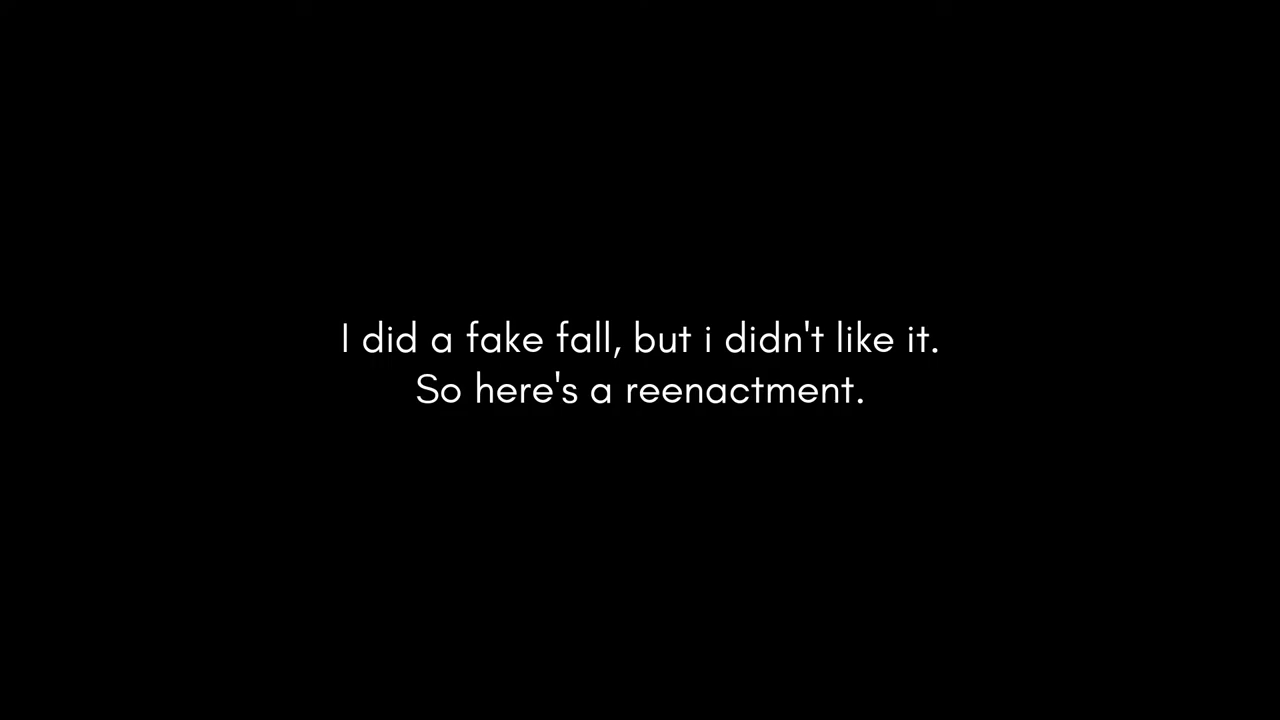 I did a fake fall, but i didn't like it.
So here's a reenactment.